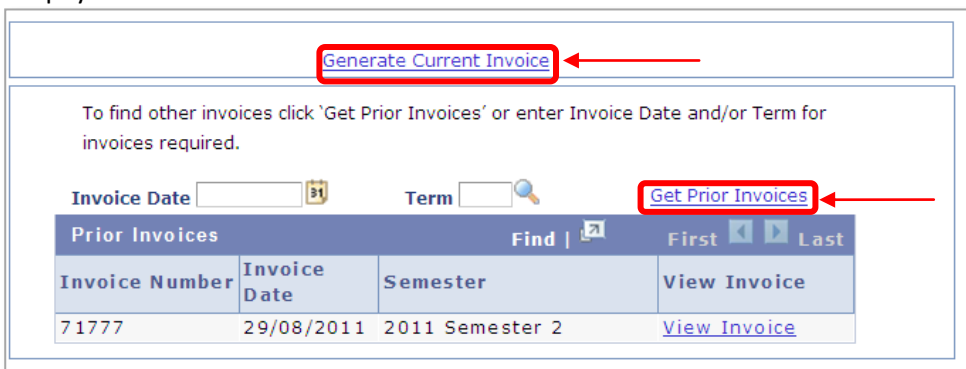 Generate Current Invoice
To find other invoices click `Get Prior Invoices´ or enter Invoice Date and/or Term for
invoices required.
Invoice Date 31 Term Get Prior Invoices
Prior Invoices Find | First Last
Invoice Number Invoice Date Semester View Invoice
71777 29/08/2011 2011 Semester 2 View Invoice